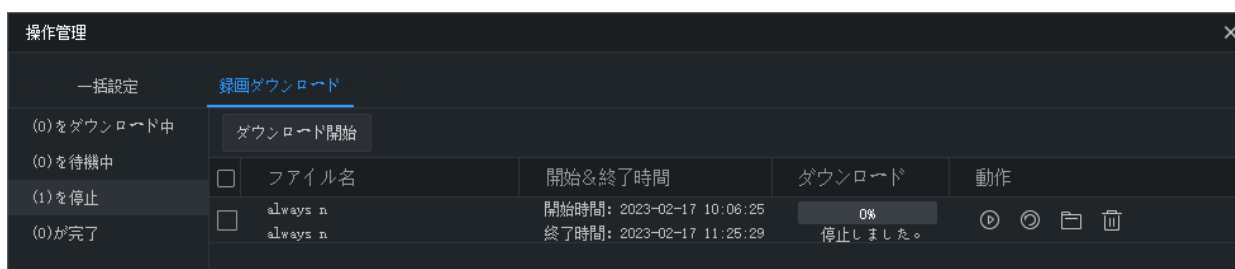 操作管理
一括設定 録画ダウンロード
(0)をダウンロード中 ダウンロード開始
(0)を待機中
ファイル名 開始&終了時間 ダウンロード 動作
(1)を停止
always n 開始時間: 2023-02-17 10:06:25 0%
always n 終了時間: 2023-02-17 11:25:29 停止しました。
(0)が完了